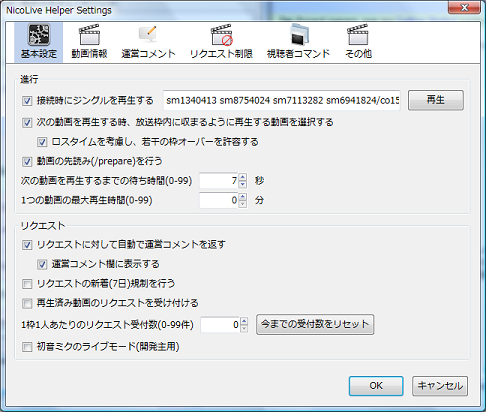 NicoLive Helper Settings
基本設定 動画情報 運営コメント リクエスト制限 視聴者コマンド その他
進行
接続時にジングルを再生する sm1340413 sm8754024 sm7113282 sm6941824/co15 再生
次の動画を再生する時、放送枠内に収まるように再生する動画を選択する
ロスタイムを考慮し、若干の枠オーバーを許容する
動画の先読み(/prepare)を行う
次の動画を再生するまでの待ち時間(0-99) 7 秒
1つの動画の最大再生時間(0-99) 0 分
リクエスト
リクエストに対して自動で運営コメントを返す
運営コメント欄に表示する
リクエストの新着(7日)規制を行う
再生済み動画のリクエストを受け付ける
1枠1人あたりのリクエスト受付数(0-99件) 0 今までの受付数をリセット
初音ミクのライブモード(開発主用)
OK キャンセル